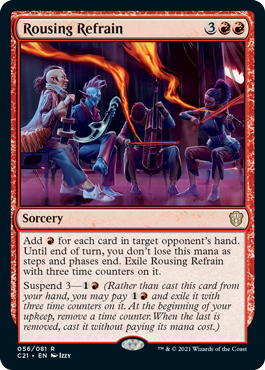 Rousing Refrain 3
Sorcery
Add for each card in target opponent's hand.
Until end of turn, you don't lose this mana as
steps and phases end. Exile Rousing Refrain
with three time counters on it.
Suspend 3—1 (Rather than cast this card from
your hand, you may pay 1 and exile it with
three time counters on it. At the beginning of your
upkeep, remove a time counter. When the last is
removed, cast it without paying its mana cost.)
056/081 R
C21 • EN Izzy
™ & © 2021 Wizards of the Coast